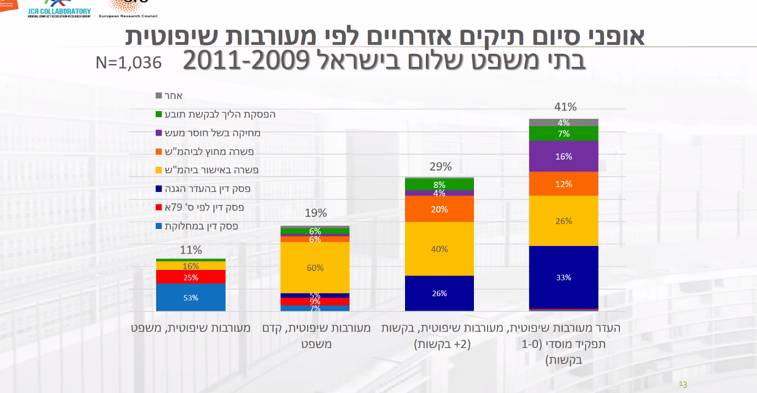 JCR COLLABORATORY
European Research Council
אופני סיום תיקים אזרחיים לפי מעורבות שיפוטית
בתי משפט שלום בישראל 2011-2009
N=1,036
אחר
הפסקת הליך לבקשת תובע
מחיקה בשל חוסר מעש
פשרה מחוץ לביהמ"ש
פשרה באישור ביהמ"ש
פסק דין בהעדר הגנה
פסק דין לפי ס' 79א
פסק דין במחלוקת
11%
16%
25%
53%
19%
6%
6%
60%
5%
9%
7%
29%
8%
4%
20%
40%
26%
41%
4%
7%
16%
12%
26%
33%
מעורבות שיפוטית, משפט
מעורבות שיפוטית, קדם
משפט
מעורבות שיפוטית, בקשות
(2+ בקשות)
העדר מעורבות שיפוטית,
תפקיד מוסדי (1-0
בקשות)
13